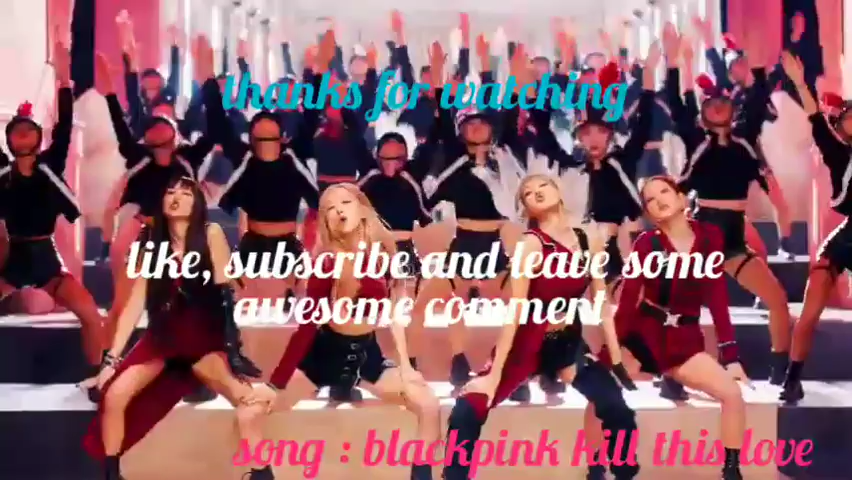 thanks for watching
like, subscribe and leave some
awesome comment
song : blackpink kill this love